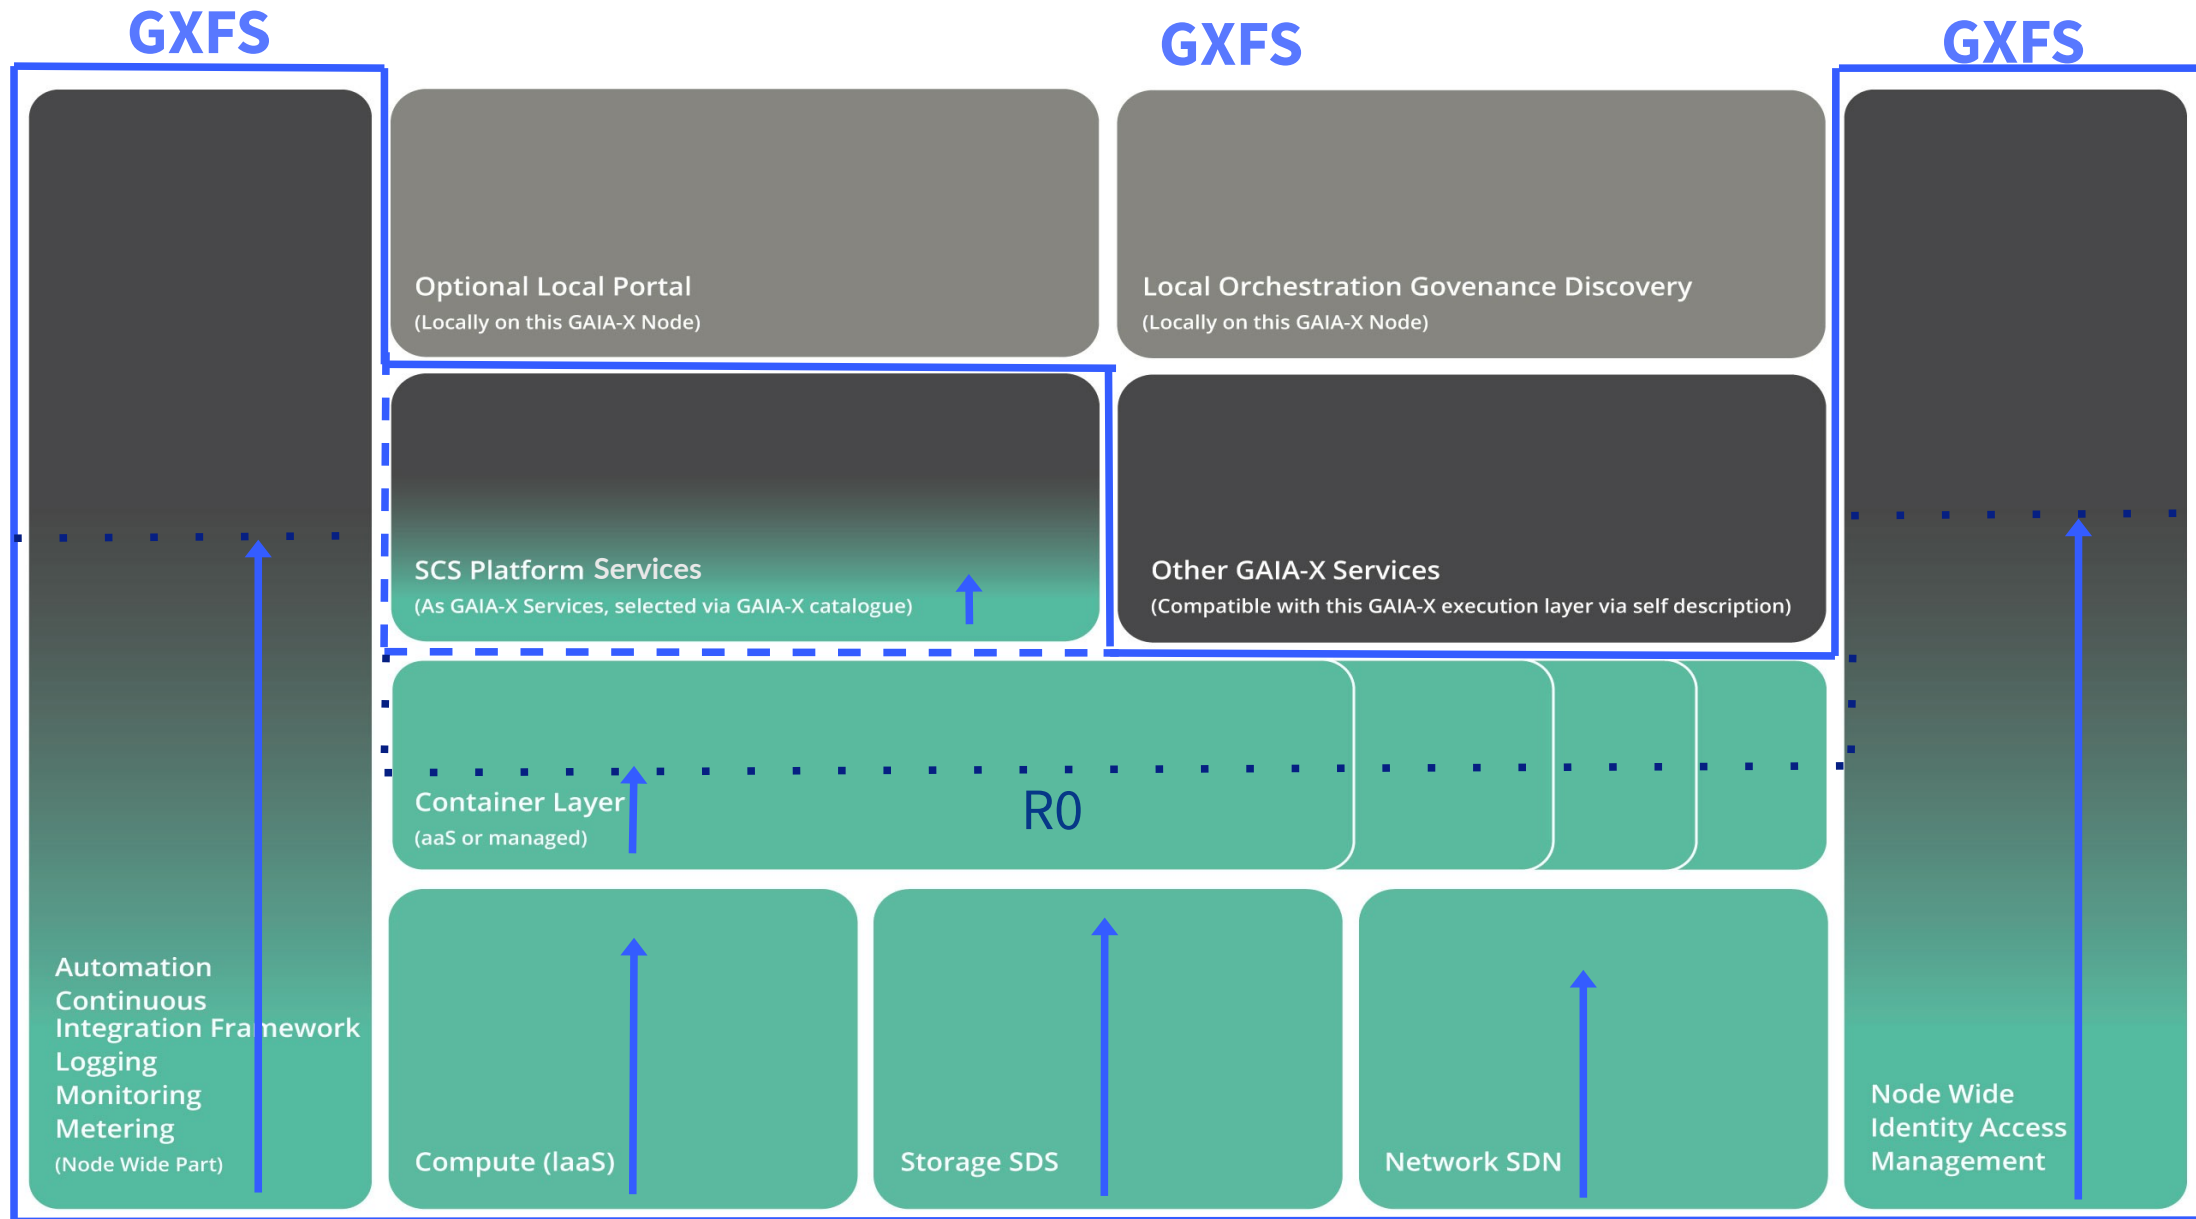 GXFS
GXFS
GXFS
Optional Local Portal
(Locally on this GAIA-X Node)
Local Orchestration Govenance Discovery
(Locally on this GAIA-X Node)
SCS Platform Services
(As GAIA-X Services, selected via GAIA-X catalogue)
Other GAIA-X Services
(Compatible with this GAIA-X execution layer via self description)
Container Layer
(aaS or managed)
R0
Automation
Continuous
Integration Framework
Logging
Monitoring
Metering
(Node Wide Part)
Compute (IaaS)
Storage SDS
Network SDN
Node Wide
Identity Access
Management